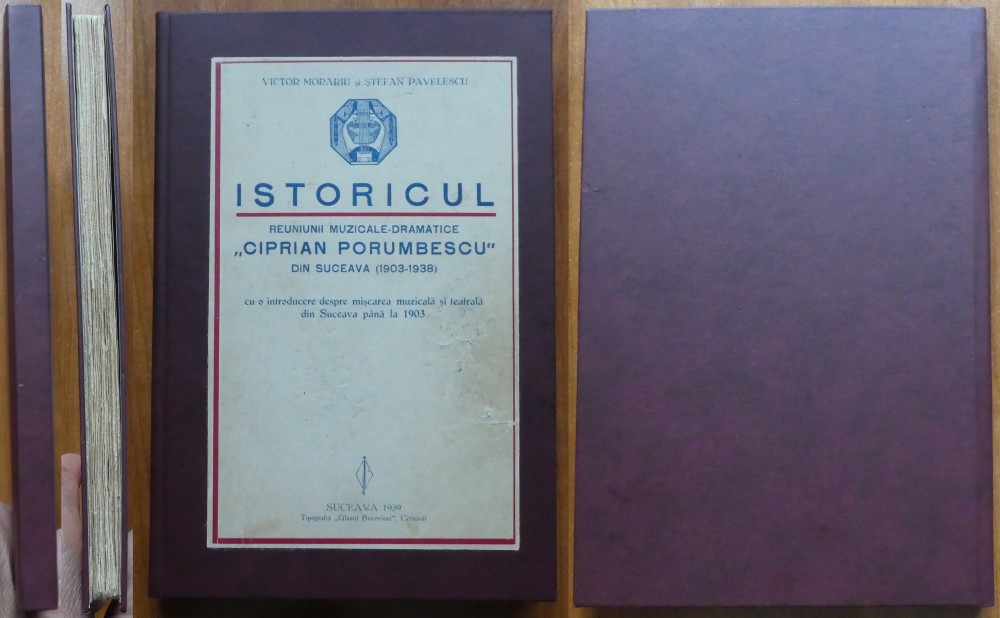 VICTOR MORARIU și ȘTEFAN PAVELESCU
ISTORICUL
REUNIUNII MUZICALE-DRAMATICE
„CIPRIAN PORUMBESCU“
DIN SUCEAVA (1903-1938)
cu o introducere despre mișcarea muzicală și teatrală
din Suceava până la 1903
SUCEAVA 1939
Tipografia „Glasul Bucovinei“, Cernăuți